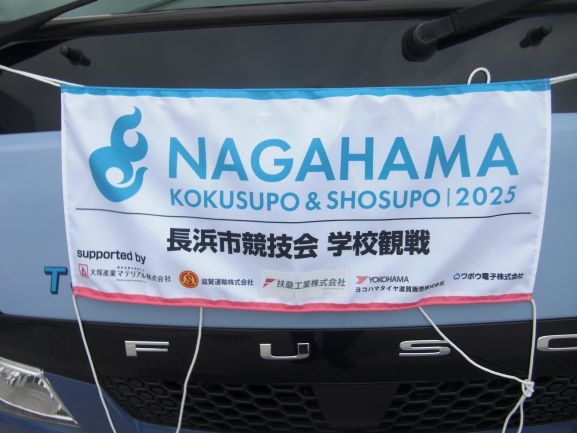 NAGAHAMA
KOKUSUPO & SHOSUPO | 2025
長浜市競技会 学校観戦
supported by
大塚産業マテリアル株式会社
滋賀運輸株式会社
扶桑工業株式会社
YOKOHAMA
ヨコハマタイヤ滋賀販売株式会社
ワボウ電子株式会社
T
FUSO